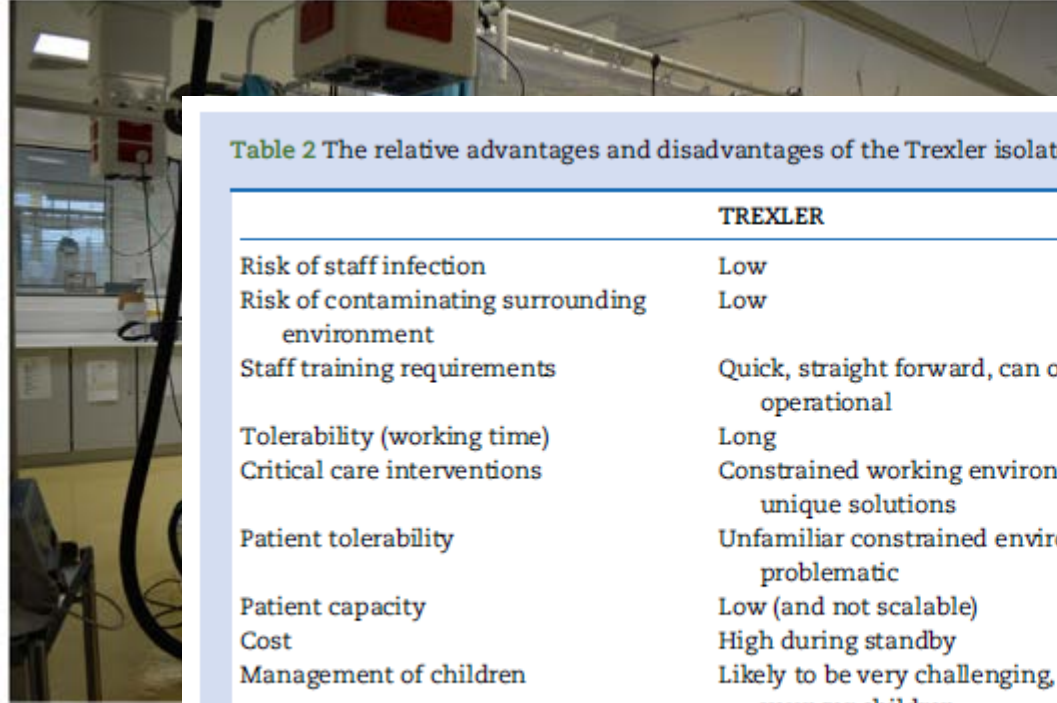 Table 2 The relative advantages and disadvantages of the Trexler
TREXLER
Risk of staff infection Low
Risk of contaminating surrounding Low
environment
Staff training requirements Quick, straight forward, can
operational
Tolerability (working time) Long
Critical care interventions Constrained working
unique solutions
Patient tolerability Unfamiliar constrained
problematic
Patient capacity Low (and not scalable)
Cost High during standby
Management of children Likely to be very challenging,